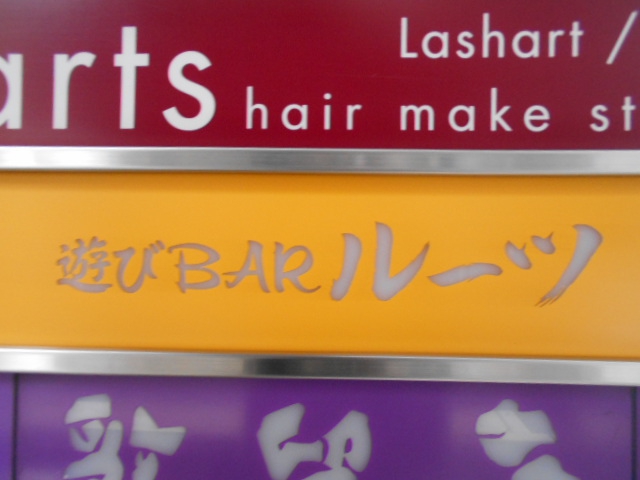 Lashart /
arts hair make st
遊びBAR ルーツ